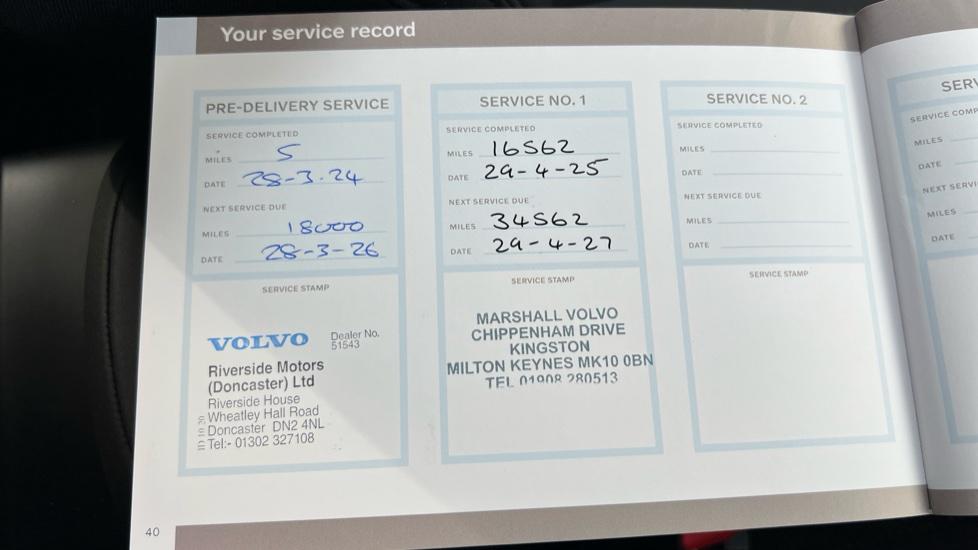 Your service record
PRE-DELIVERY SERVICE
SERVICE COMPLETED
MILES 5
DATE 28-3-24
NEXT SERVICE DUE
MILES 18000
DATE 28-3-26
SERVICE STAMP
VOLVO
Dealer No.
51543
Riverside Motors
(Doncaster) Ltd
Riverside House
Wheatley Hall Road
Doncaster DN2 4NL
Tel:- 01302 327108
SERVICE NO. 1
SERVICE COMPLETED
MILES 16562
DATE 29-4-25
NEXT SERVICE DUE
MILES 34562
DATE 29-4-27
SERVICE STAMP
MARSHALL VOLVO
CHIPPENHAM DRIVE
KINGSTON
MILTON KEYNES MK10 0BN
TEL 01908 280513
SERVICE NO. 2
SERVICE COMPLETED
MILES
DATE
NEXT SERVICE DUE
MILES
DATE
SERVICE STAMP
SERV
SERVICE COMP
MILES
DATE
NEXT SERVI
MILES
DATE
40